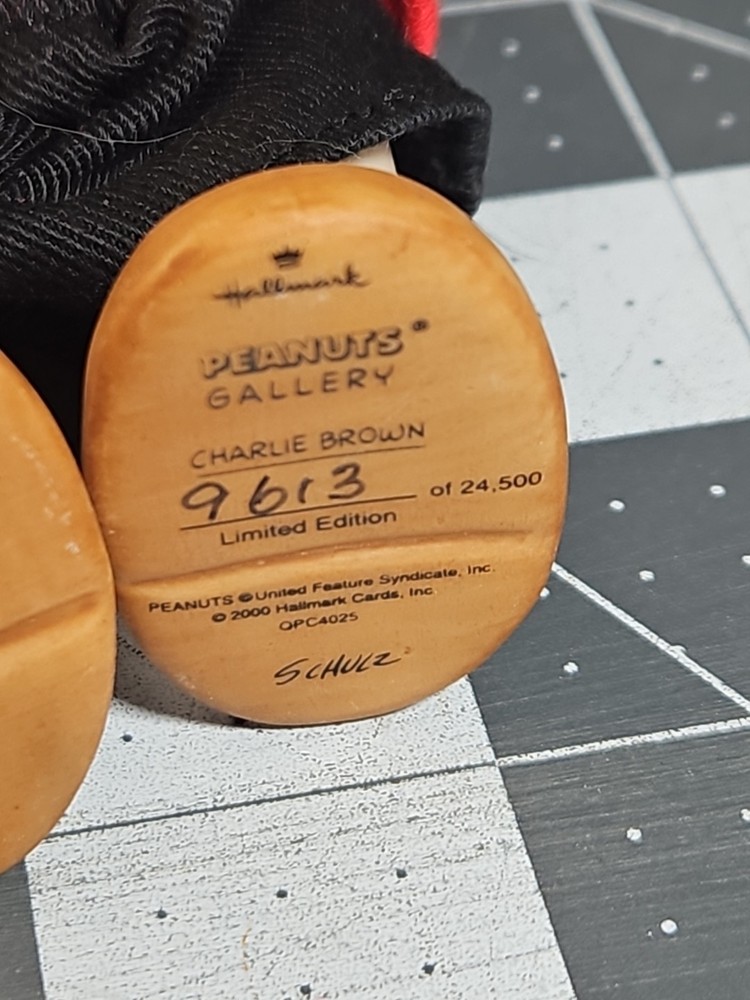 Hallmark
PEANUTS®
GALLERY
CHARLIE BROWN
9613 of 24,500
Limited Edition
PEANUTS © United Feature Syndicate, Inc.
© 2000 Hallmark Cards, Inc.
QPC4025
SCHULZ